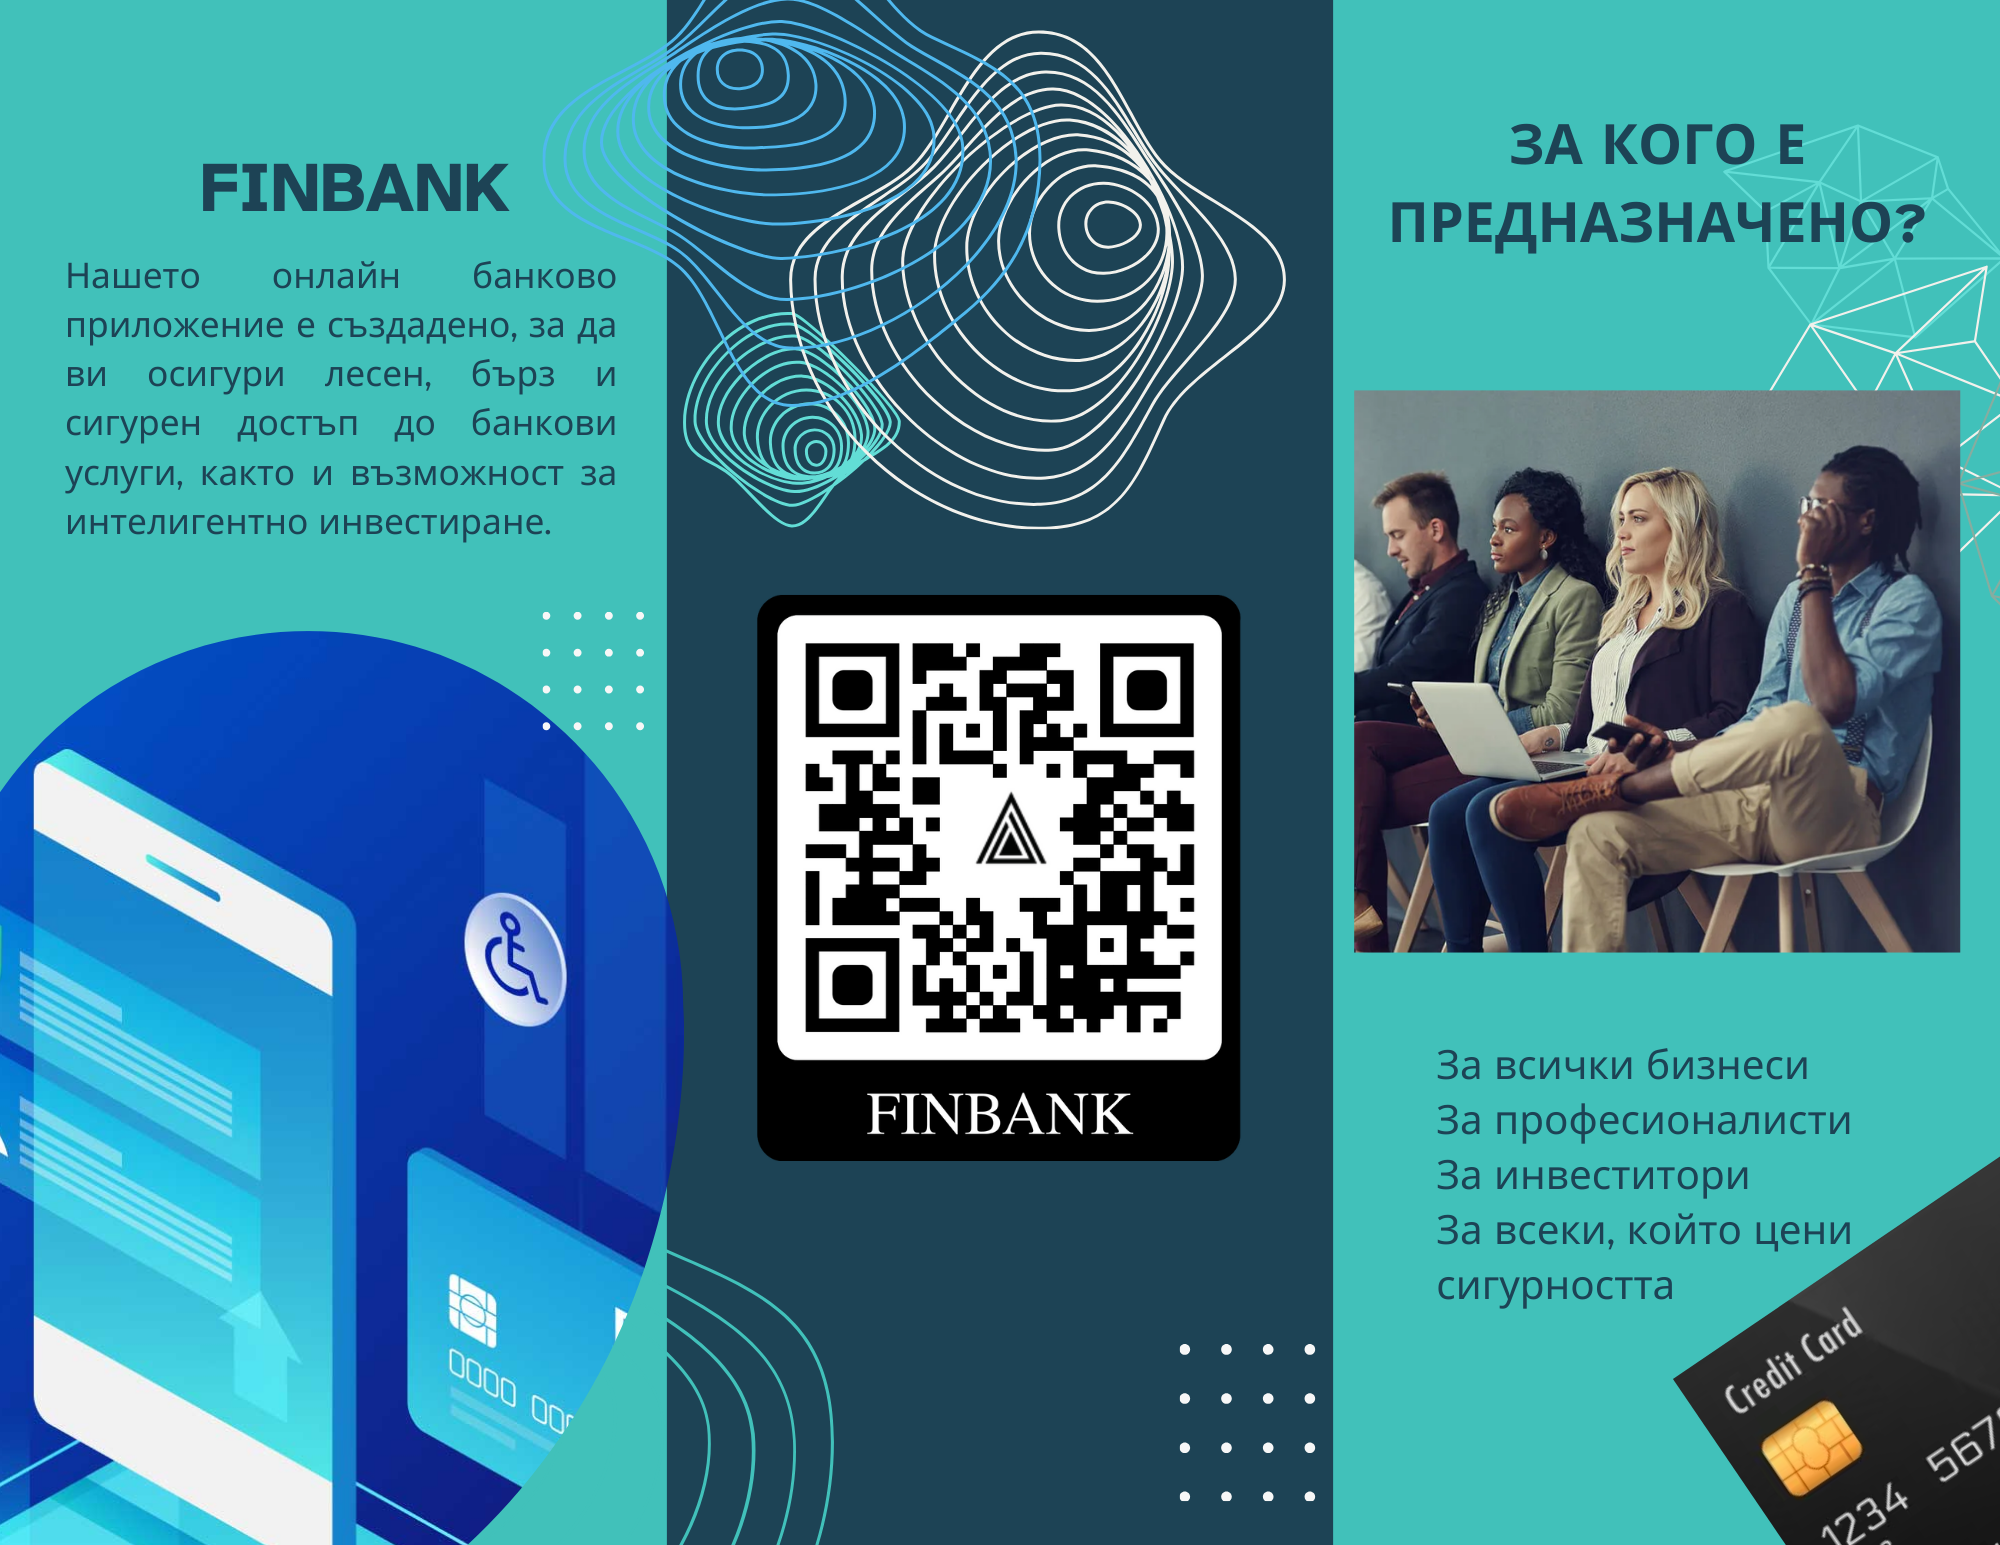 FINBANK
Нашето онлайн банково
приложение е създадено, за да
ви осигури лесен, бърз и
сигурен достъп до банкови
услуги, както и възможност за
интелигентно инвестиране.
0000
FINBANK
ЗА КОГО Е
ПРЕДНАЗНАЧЕНО?
За всички бизнеси
За професионалисти
За инвеститори
За всеки, който цени
сигурността
Credit Card
1234 567